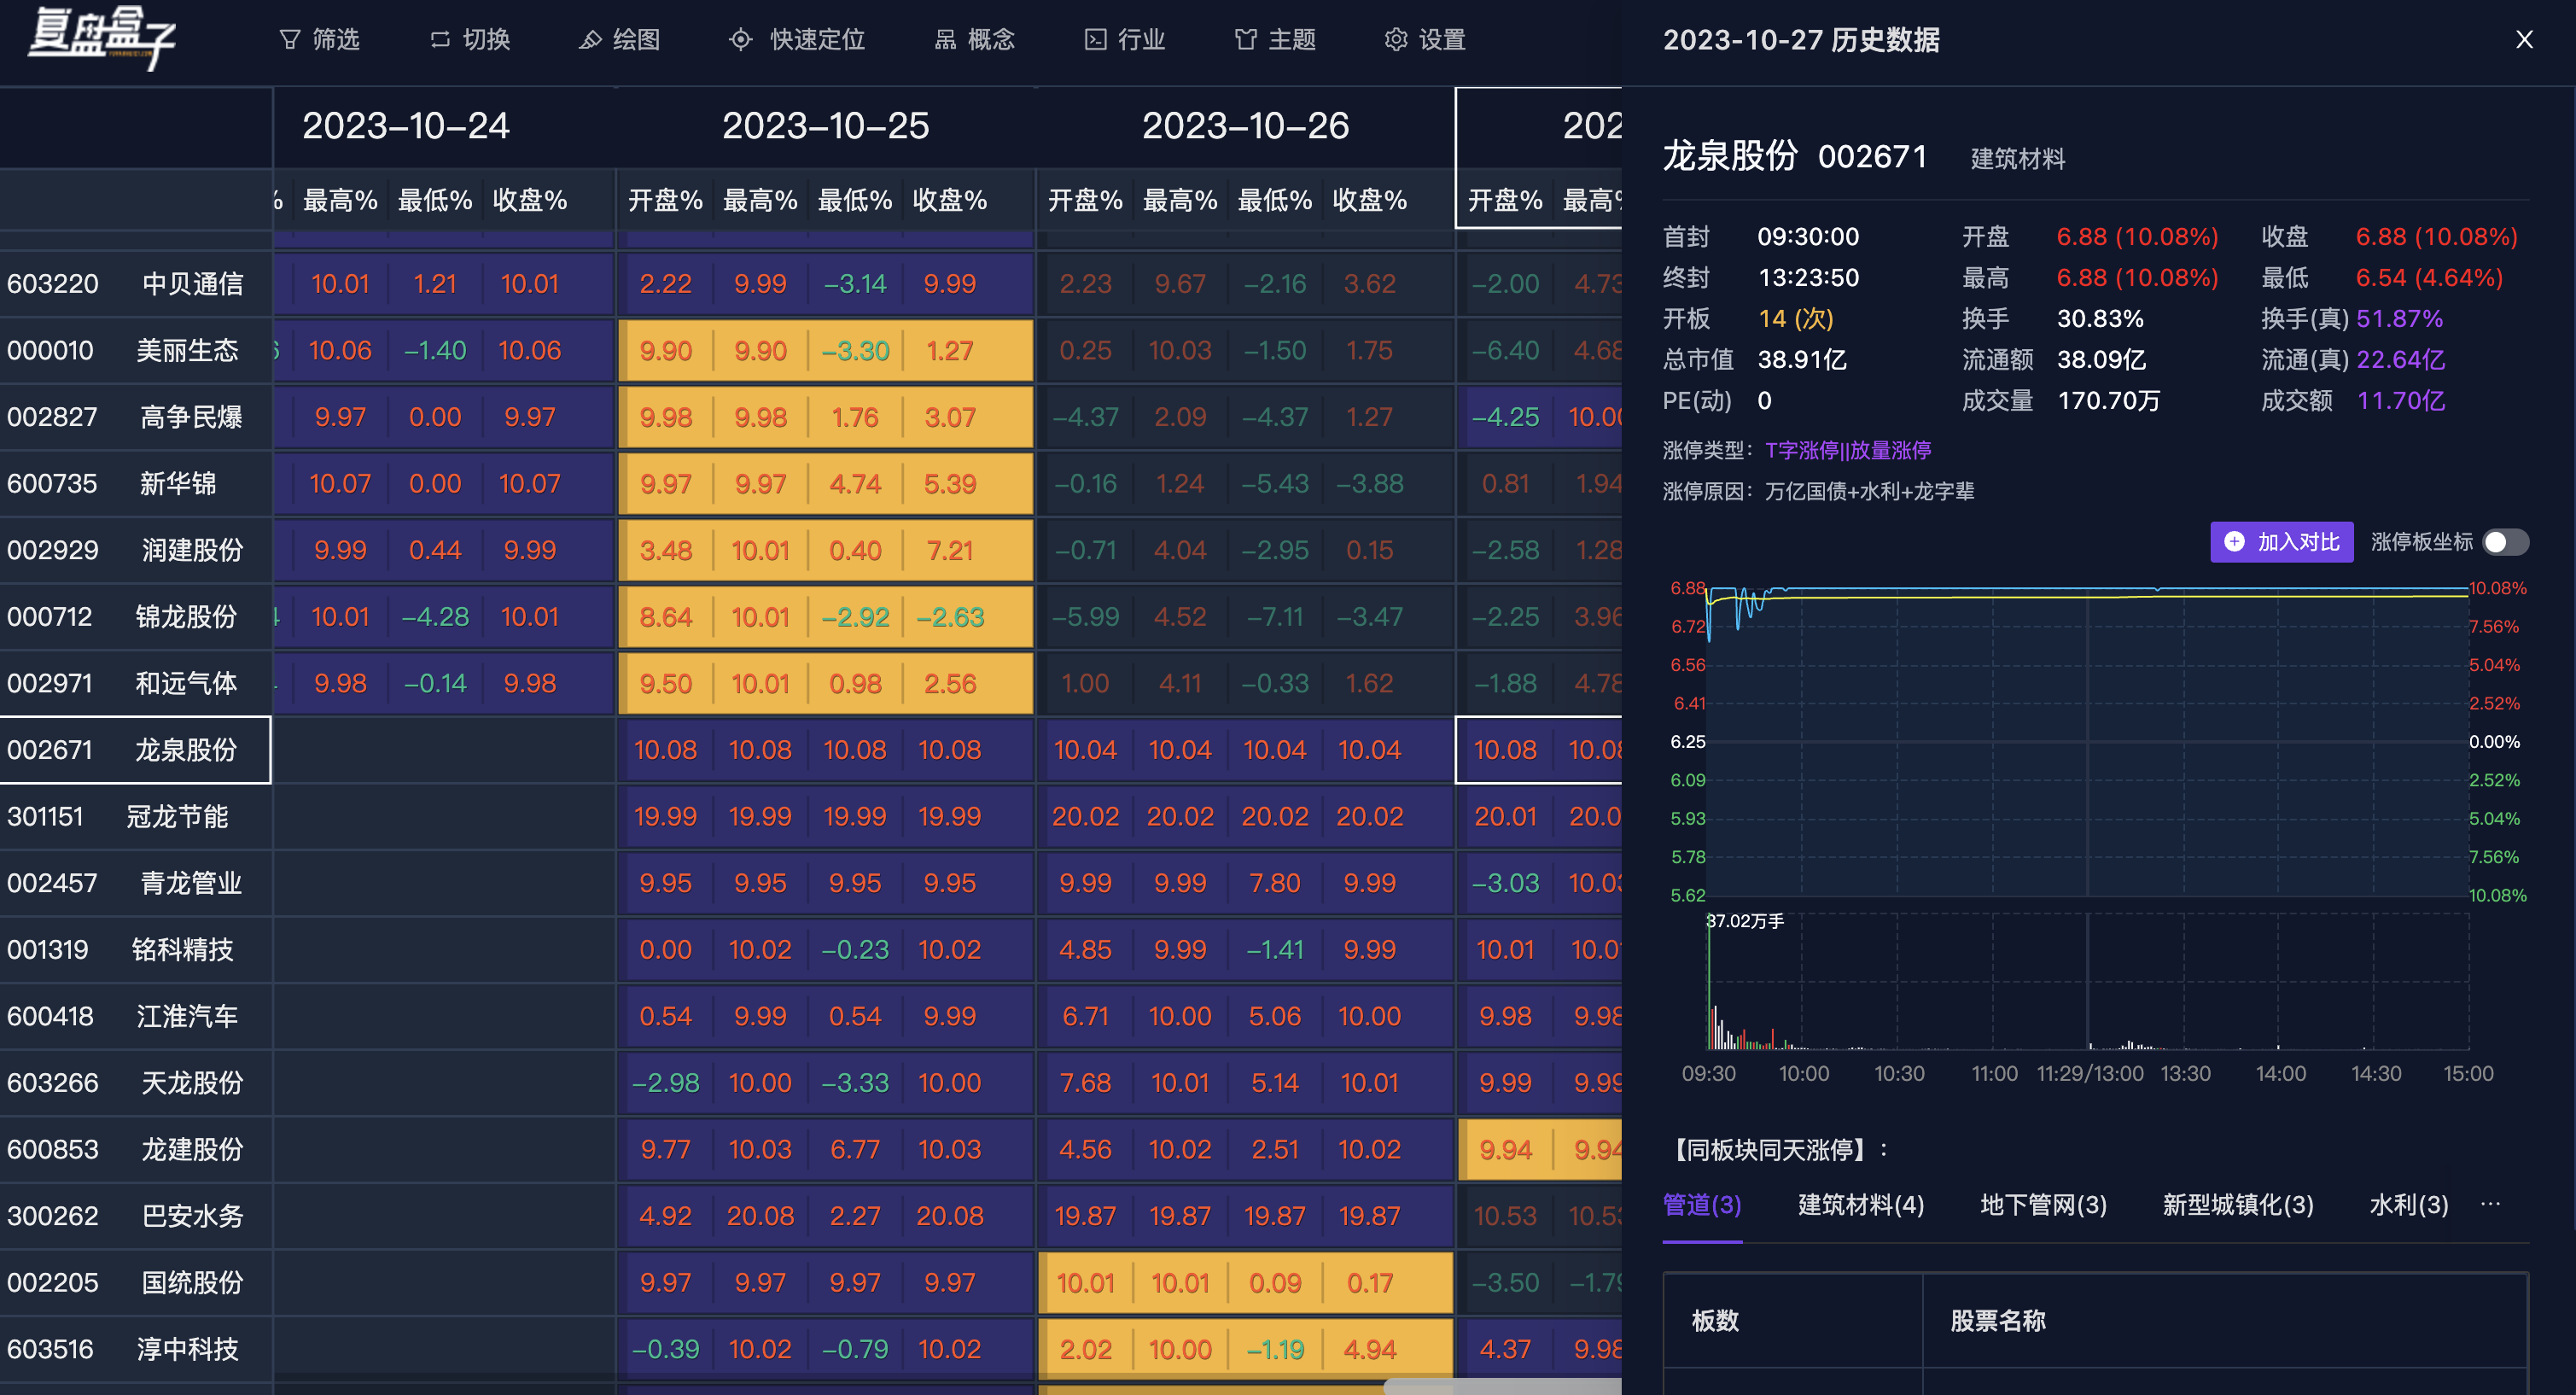 复盘盒子 筛选 切换 绘图 快速定位 概念 行业 主题 设置
2023-10-24 2023-10-25 2023-10-26 202
% 最高% 最低% 收盘% 开盘% 最高% 最低% 收盘% 开盘% 最高% 最低% 收盘% 开盘% 最高%
603220 中贝通信 10.01 1.21 10.01 2.22 9.99 -3.14 9.99 2.23 9.67 -2.16 3.62 -2.00 4.73
000010 美丽生态 6 10.06 -1.40 10.06 9.90 9.90 -3.30 1.27 0.25 10.03 -1.50 1.75 -6.40 4.68
002827 高争民爆 9.97 0.00 9.97 9.98 9.98 1.76 3.07 -4.37 2.09 -4.37 1.27 -4.25 10.00
600735 新华锦 10.07 0.00 10.07 9.97 9.97 4.74 5.39 -0.16 1.24 -5.43 -3.88 0.81 1.94
002929 润建股份 9.99 0.44 9.99 3.48 10.01 0.40 7.21 -0.71 4.04 -2.95 0.15 -2.58 1.28
000712 锦龙股份 4 10.01 -4.28 10.01 8.64 10.01 -2.92 -2.63 -5.99 4.52 -7.11 -3.47 -2.25 3.96
002971 和远气体 9.98 -0.14 9.98 9.50 10.01 0.98 2.56 1.00 4.11 -0.33 1.62 -1.88 4.78
002671 龙泉股份 10.08 10.08 10.08 10.08 10.04 10.04 10.04 10.04 10.08 10.08
301151 冠龙节能 19.99 19.99 19.99 19.99 20.02 20.02 20.02 20.02 20.01 20.0
002457 青龙管业 9.95 9.95 9.95 9.95 9.99 9.99 7.80 9.99 -3.03 10.03
001319 铭科精技 0.00 10.02 -0.23 10.02 4.85 9.99 -1.41 9.99 10.01 10.0
600418 江淮汽车 0.54 9.99 0.54 9.99 6.71 10.00 5.06 10.00 9.98 9.98
603266 天龙股份 -2.98 10.00 -3.33 10.00 7.68 10.01 5.14 10.01 9.99 9.99
600853 龙建股份 9.77 10.03 6.77 10.03 4.56 10.02 2.51 10.02 9.94 9.94
300262 巴安水务 4.92 20.08 2.27 20.08 19.87 19.87 19.87 19.87 10.53 10.53
002205 国统股份 9.97 9.97 9.97 9.97 10.01 10.01 0.09 0.17 -3.50 -1.79
603516 淳中科技 -0.39 10.02 -0.79 10.02 2.02 10.00 -1.19 4.94 4.37 9.98
2023-10-27 历史数据 X
龙泉股份 002671 建筑材料
首封 09:30:00 开盘 6.88 (10.08%) 收盘 6.88 (10.08%)
终封 13:23:50 最高 6.88 (10.08%) 最低 6.54 (4.64%)
开板 14 (次) 换手 30.83% 换手(真) 51.87%
总市值 38.91亿 流通额 38.09亿 流通(真) 22.64亿
PE(动) 0 成交量 170.70万 成交额 11.70亿
涨停类型： T字涨停||放量涨停
涨停原因： 万亿国债+水利+龙字辈
加入对比 涨停板坐标
6.88 10.08%
6.72 7.56%
6.56 5.04%
6.41 2.52%
6.25 0.00%
6.09 2.52%
5.93 5.04%
5.78 7.56%
5.62 10.08%
37.02万手
09:30 10:00 10:30 11:00 11:29/13:00 13:30 14:00 14:30 15:00
【同板块同天涨停】：
管道(3) 建筑材料(4) 地下管网(3) 新型城镇化(3) 水利(3) ···
板数 股票名称